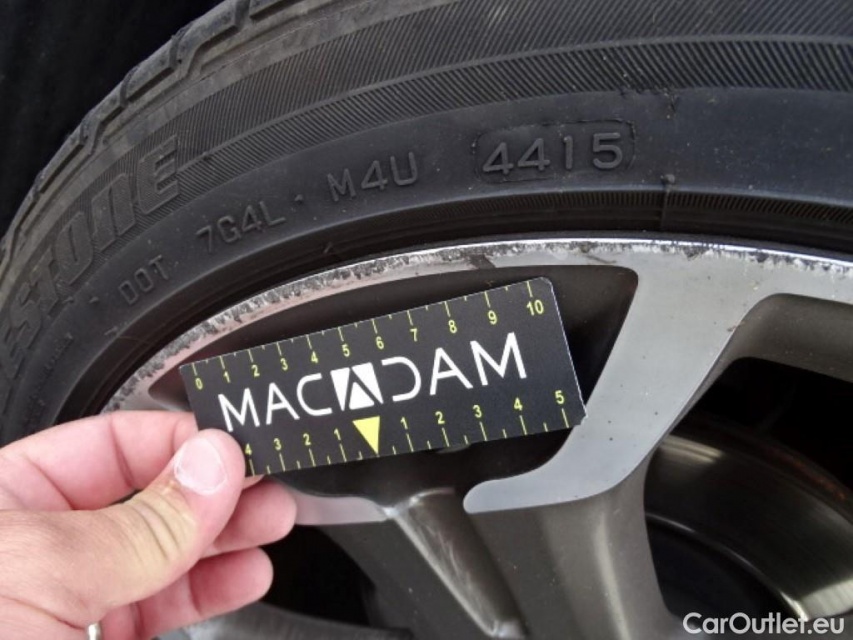 ESTONE
DOT 7G4L · M4U 4415
0 1 2 3 4 5 6 7 8 9 10
MACADAM
4 3 2 1 1 2 3 4 5
CarOutlet.eu